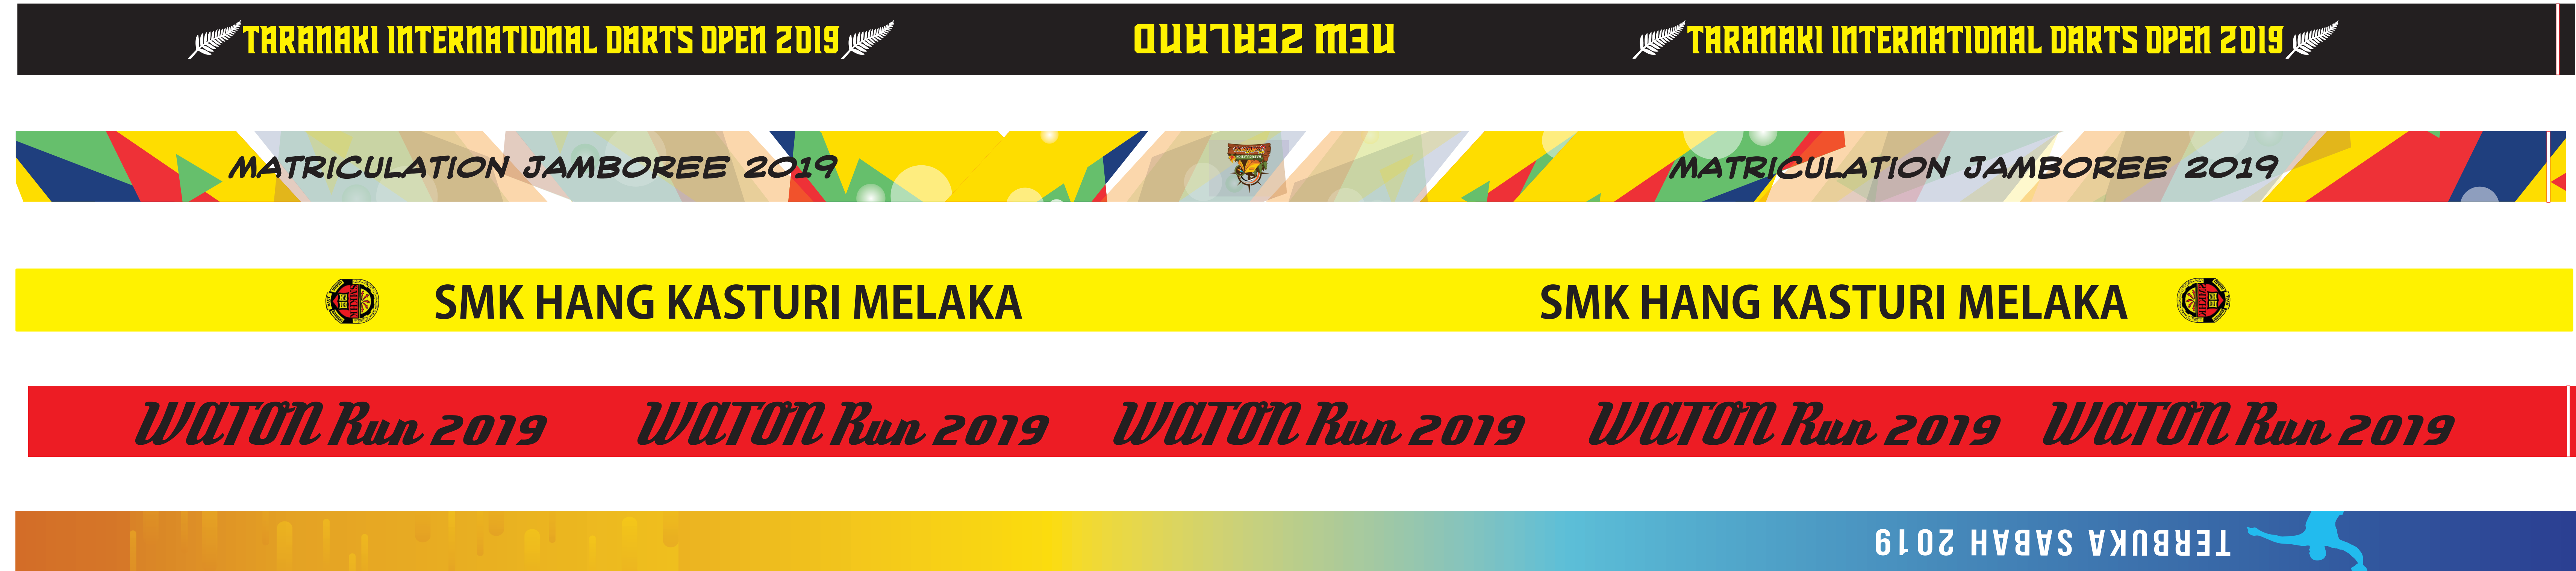 TARANAKI INTERNATIONAL DARTS OPEN 2019
NEW ZEALAND
TARANAKI INTERNATIONAL DARTS OPEN 2019
MATRICULATION JAMBOREE 2019
MATRICULATION JAMBOREE 2019
SMKHK
SMK HANG KASTURI MELAKA
SMK HANG KASTURI MELAKA
SMKHK
WATON Run 2019
WATON Run 2019
WATON Run 2019
WATON Run 2019
WATON Run 2019
TERBUKA SABAH 2019